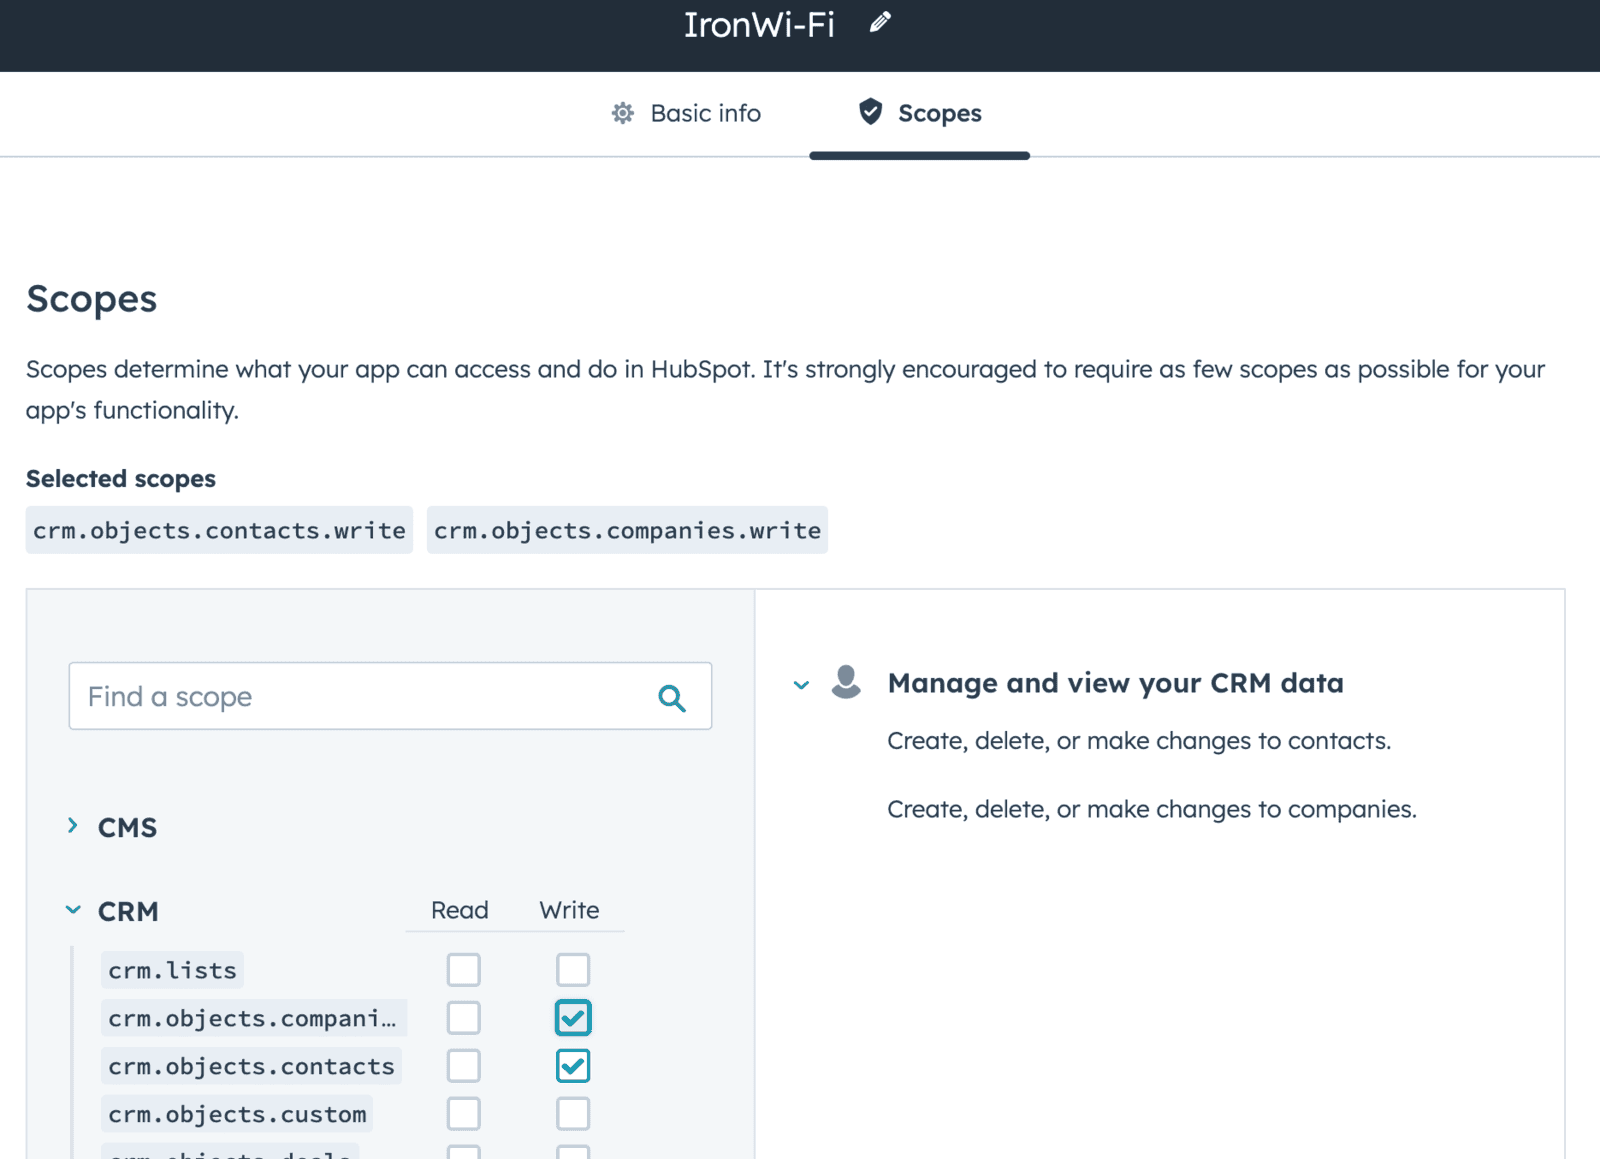 IronWi-Fi
Basic info
Scopes
Scopes
Scopes determine what your app can access and do in HubSpot. It's strongly encouraged to require as few scopes as possible for your
app's functionality.
Selected scopes
crm.objects.contacts.write crm.objects.companies.write
Find a scope
CMS
CRM Read Write
crm.lists
crm.objects.compani…
crm.objects.contacts
crm.objects.custom
crm.objects.deals
Manage and view your CRM data
Create, delete, or make changes to contacts.
Create, delete, or make changes to companies.